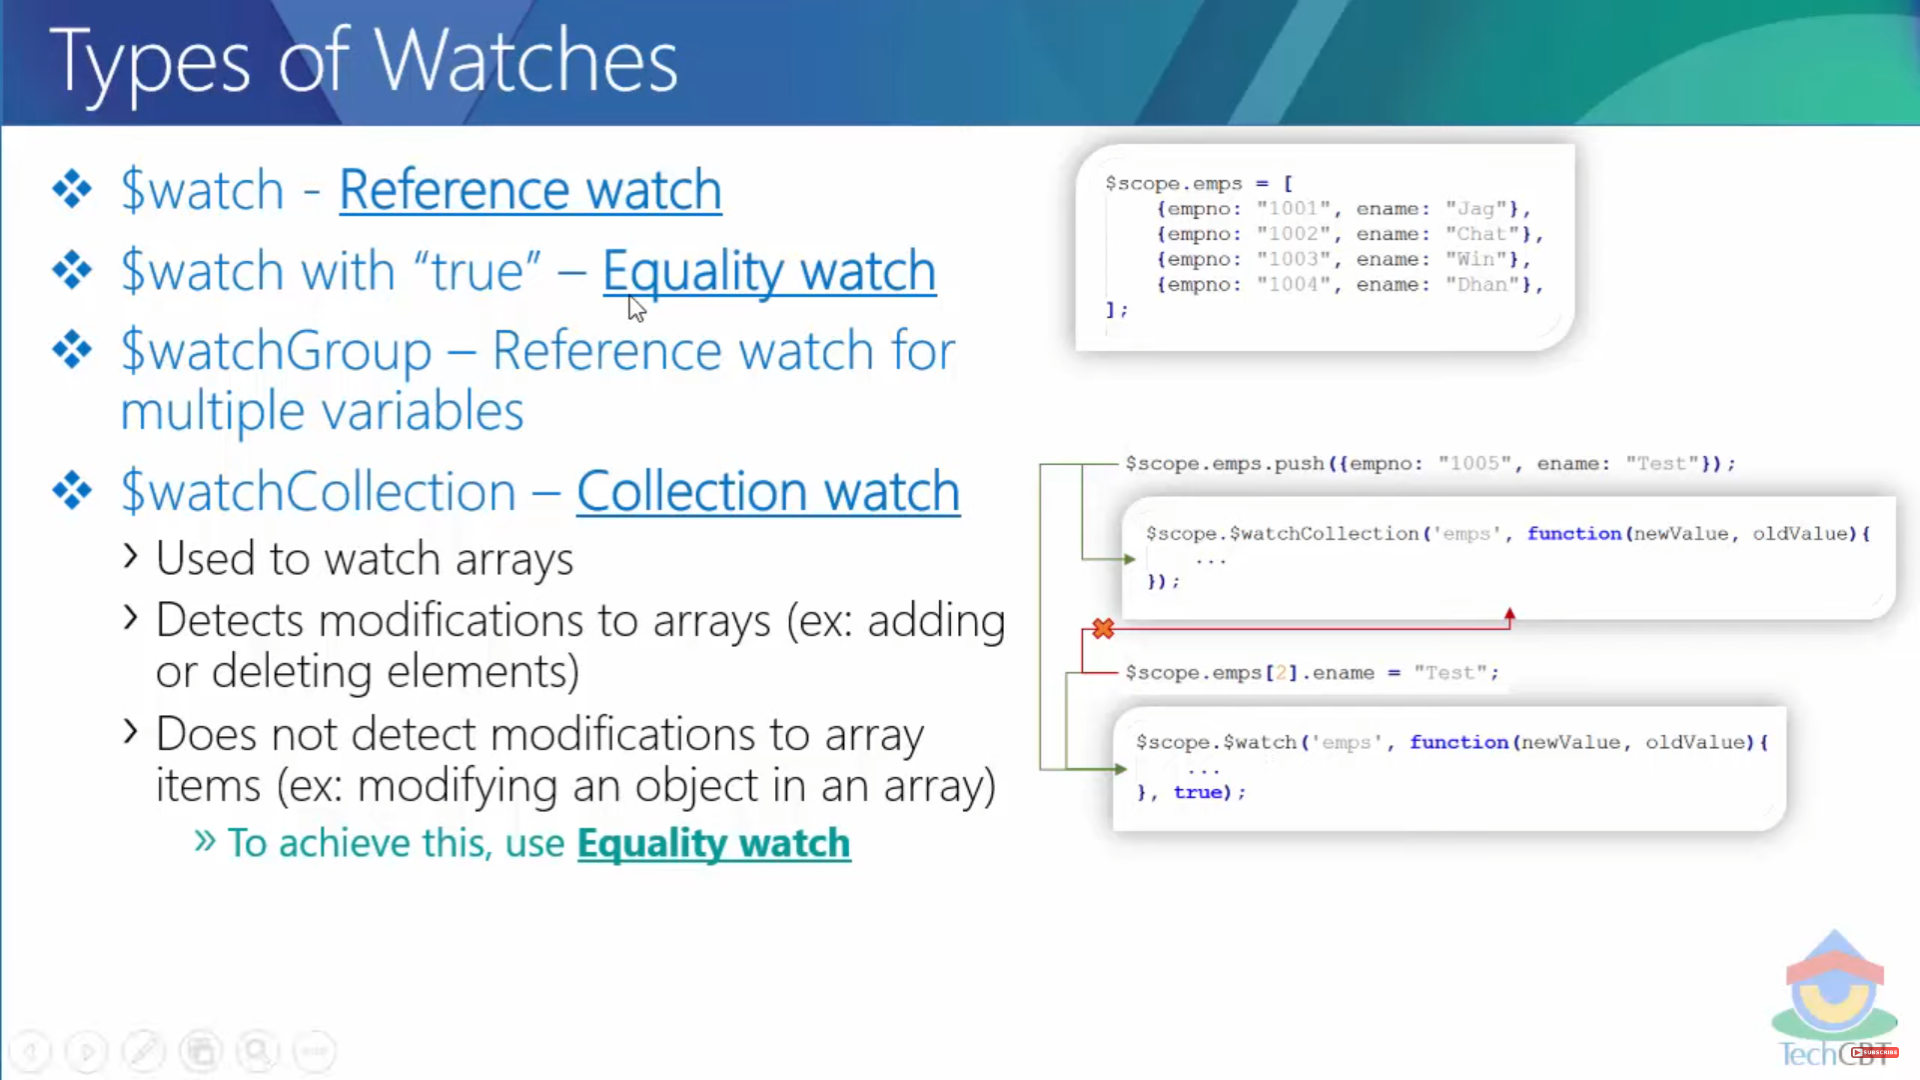 Types of Watches
$watch - Reference watch
$watch with “true” – Equality watch
$watchGroup – Reference watch for
multiple variables
$watchCollection – Collection watch
Used to watch arrays
Detects modifications to arrays (ex: adding
or deleting elements)
Does not detect modifications to array
items (ex: modifying an object in an array)
» To achieve this, use Equality watch
$scope.emps = [
{empno: "1001", ename: "Jag"},
{empno: "1002", ename: "Chat"},
{empno: "1003", ename: "Win"},
{empno: "1004", ename: "Dhan"},
];
$scope.emps.push({empno: "1005", ename: "Test"});
$scope.$watchCollection('emps', function(newValue, oldValue){
...
});
$scope.emps[2].ename = "Test";
$scope.$watch('emps', function(newValue, oldValue){
...
}, true);
TechCBT
SUBSCRIBE